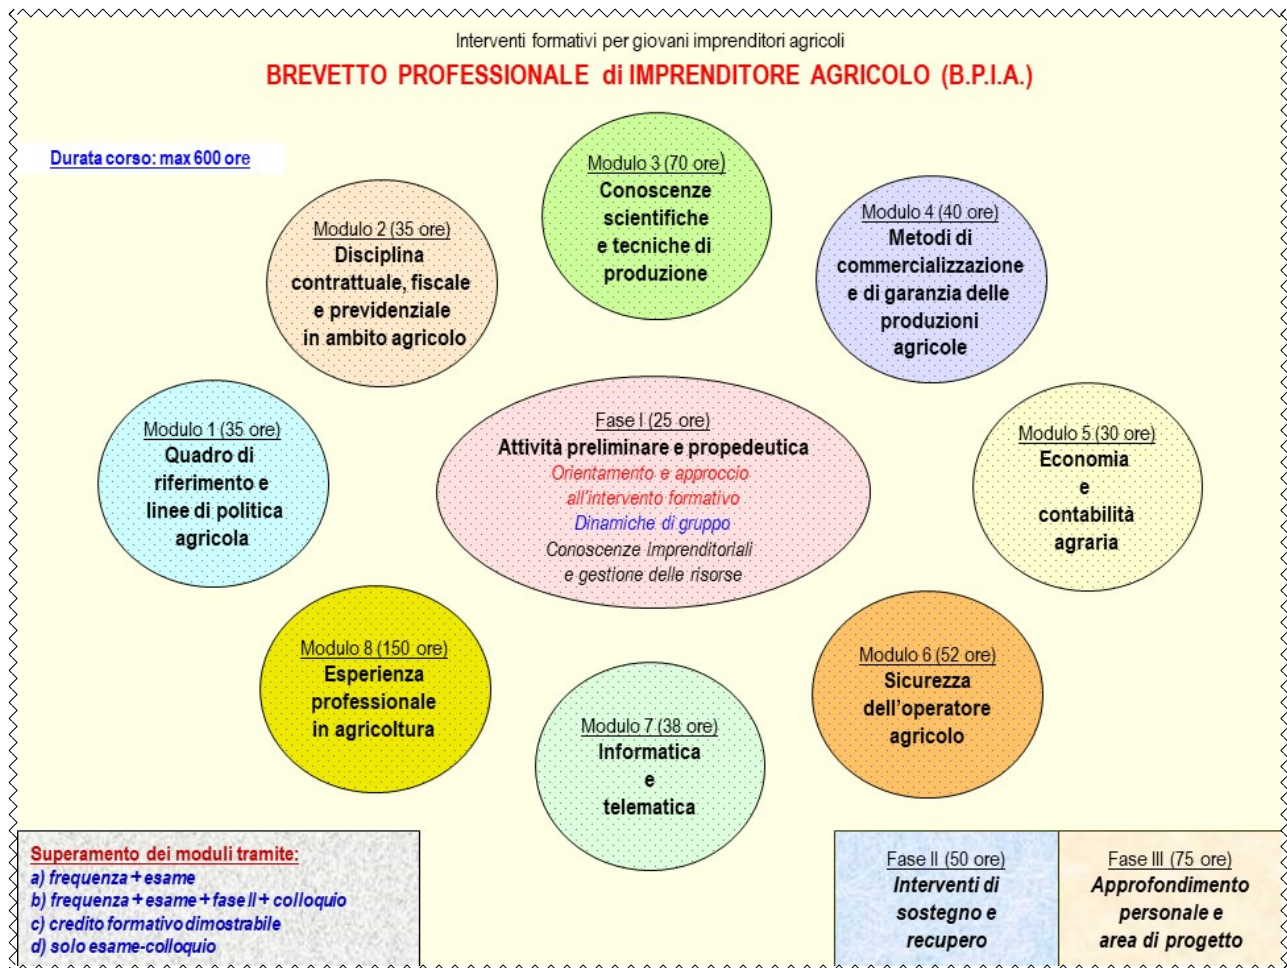 Interventi formativi per giovani imprenditori agricoli
BREVETTO PROFESSIONALE di IMPRENDITORE AGRICOLO (B.P.I.A.)
Durata corso: max 600 ore
Modulo 1 (35 ore)
Quadro di
riferimento e
linee di politica
agricola
Modulo 2 (35 ore)
Disciplina
contrattuale, fiscale
e previdenziale
in ambito agricolo
Modulo 3 (70 ore)
Conoscenze
scientifiche
e tecniche di
produzione
Modulo 4 (40 ore)
Metodi di
commercializzazione
e di garanzia delle
produzioni
agricole
Modulo 5 (30 ore)
Economia
e
contabilità
agraria
Modulo 6 (52 ore)
Sicurezza
dell'operatore
agricolo
Modulo 7 (38 ore)
Informatica
e
telematica
Modulo 8 (150 ore)
Esperienza
professionale
in agricoltura
Fase I (25 ore)
Attività preliminare e propedeutica
Orientamento e approccio
all'intervento formativo
Dinamiche di gruppo
Conoscenze imprenditoriali
e gestione delle risorse
Superamento dei moduli tramite:
a) frequenza + esame
b) frequenza + esame + fase II + colloquio
c) credito formativo dimostrabile
d) solo esame-colloquio
Fase II (50 ore)
Interventi di
sostegno e
recupero
Fase III (75 ore)
Approfondimento
personale e
area di progetto